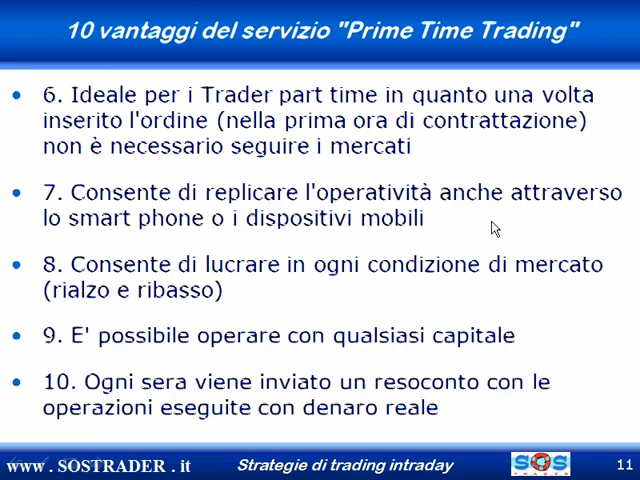 10 vantaggi del servizio "Prime Time Trading"
• 6. Ideale per i Trader part time in quanto una volta
inserito l'ordine (nella prima ora di contrattazione)
non è necessario seguire i mercati
• 7. Consente di replicare l'operatività anche attraverso
lo smart phone o i dispositivi mobili
• 8. Consente di lucrare in ogni condizione di mercato
(rialzo e ribasso)
• 9. E' possibile operare con qualsiasi capitale
• 10. Ogni sera viene inviato un resoconto con le
operazioni eseguite con denaro reale
www . SOSTRADER . it
Strategie di trading intraday
SOS
TRADER
11